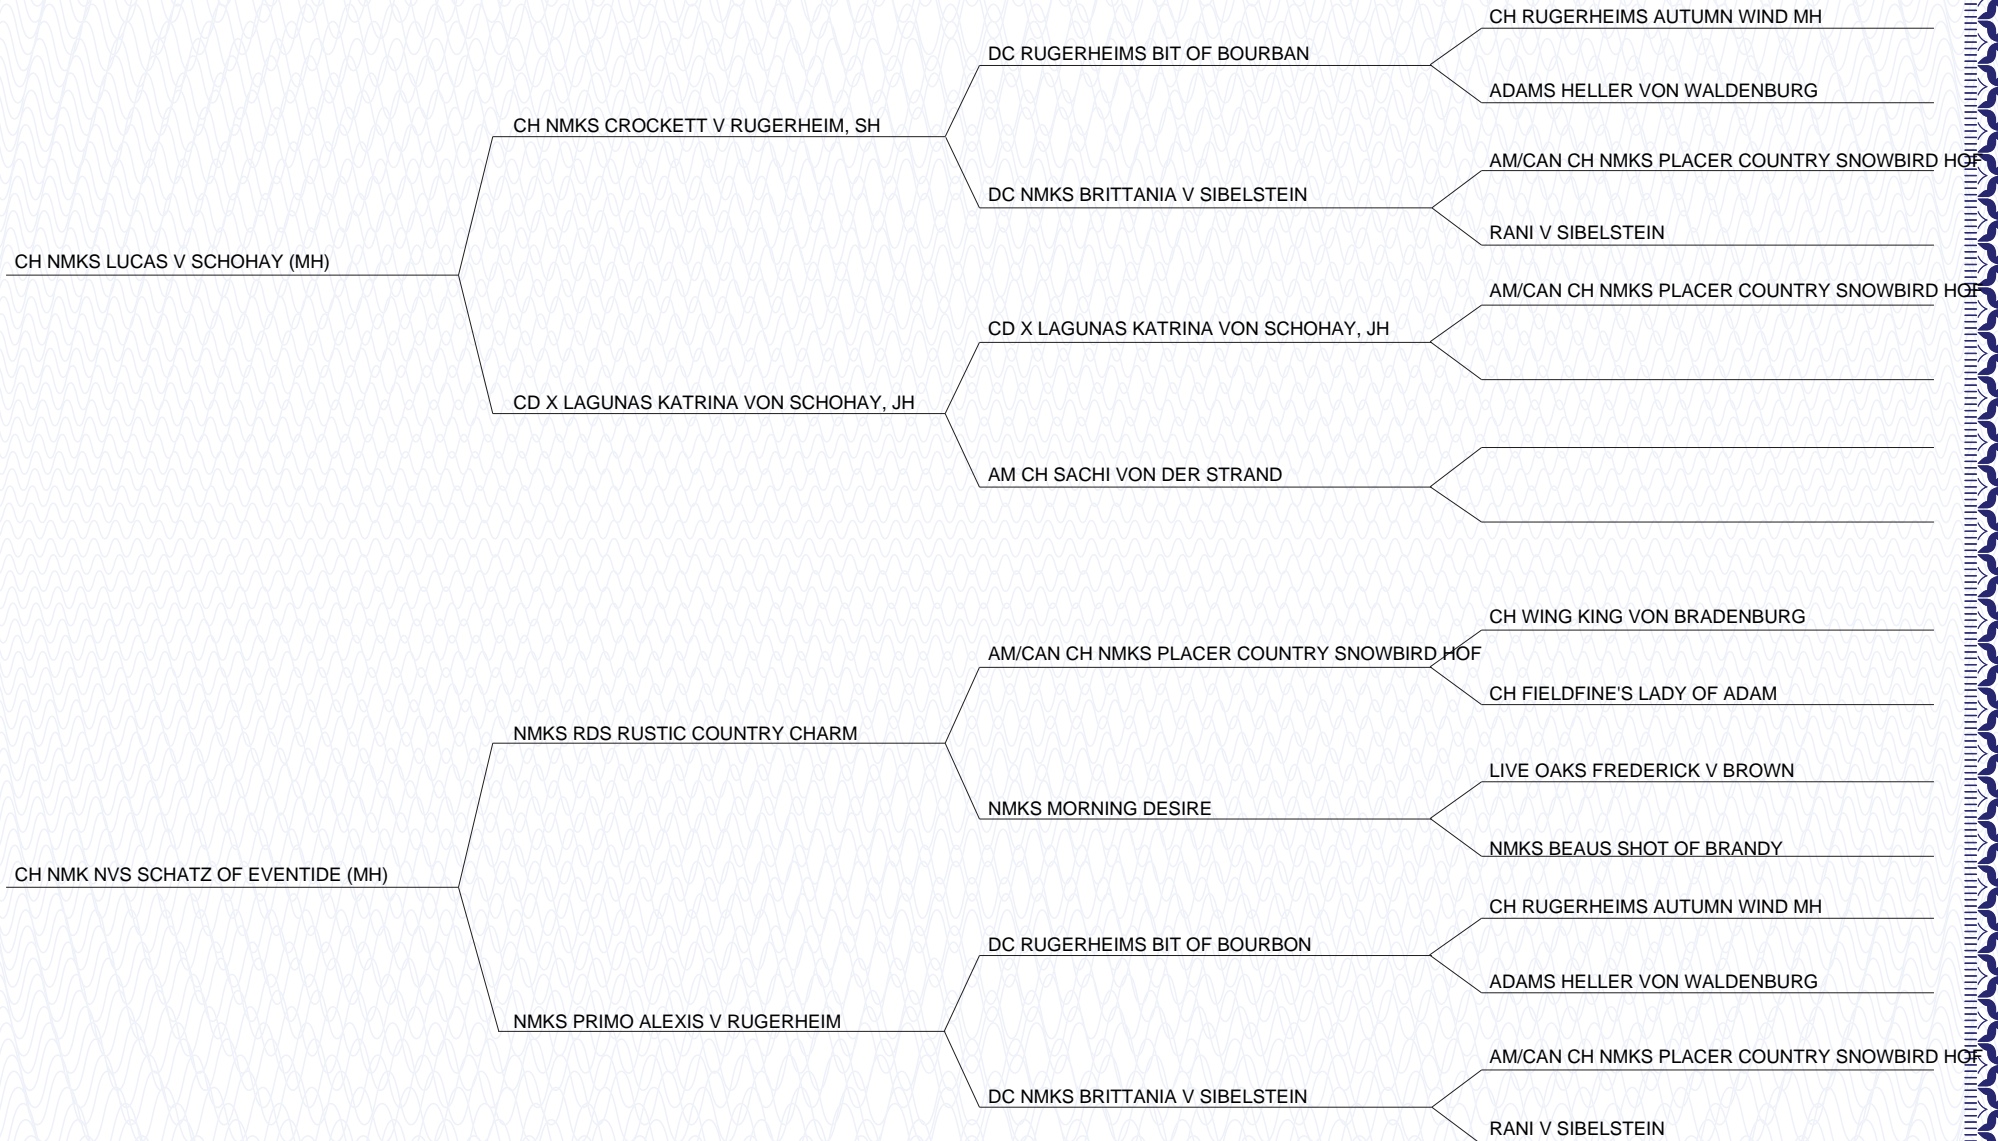 CH RUGERHEIMS AUTUMN WIND MH
DC RUGERHEIMS BIT OF BOURBAN
ADAMS HELLER VON WALDENBURG
CH NMKS CROCKETT V RUGERHEIM, SH
AM/CAN CH NMKS PLACER COUNTRY SNOWBIRD HOF
DC NMKS BRITTANIA V SIBELSTEIN
RANI V SIBELSTEIN
CH NMKS LUCAS V SCHOHAY (MH)
AM/CAN CH NMKS PLACER COUNTRY SNOWBIRD HOF
CD X LAGUNAS KATRINA VON SCHOHAY, JH
CD X LAGUNAS KATRINA VON SCHOHAY, JH
AM CH SACHI VON DER STRAND
CH WING KING VON BRADENBURG
AM/CAN CH NMKS PLACER COUNTRY SNOWBIRD HOF
CH FIELDFINE'S LADY OF ADAM
NMKS RDS RUSTIC COUNTRY CHARM
LIVE OAKS FREDERICK V BROWN
NMKS MORNING DESIRE
NMKS BEAUS SHOT OF BRANDY
CH NMK NVS SCHATZ OF EVENTIDE (MH)
CH RUGERHEIMS AUTUMN WIND MH
DC RUGERHEIMS BIT OF BOURBON
ADAMS HELLER VON WALDENBURG
NMKS PRIMO ALEXIS V RUGERHEIM
AM/CAN CH NMKS PLACER COUNTRY SNOWBIRD HOF
DC NMKS BRITTANIA V SIBELSTEIN
RANI V SIBELSTEIN